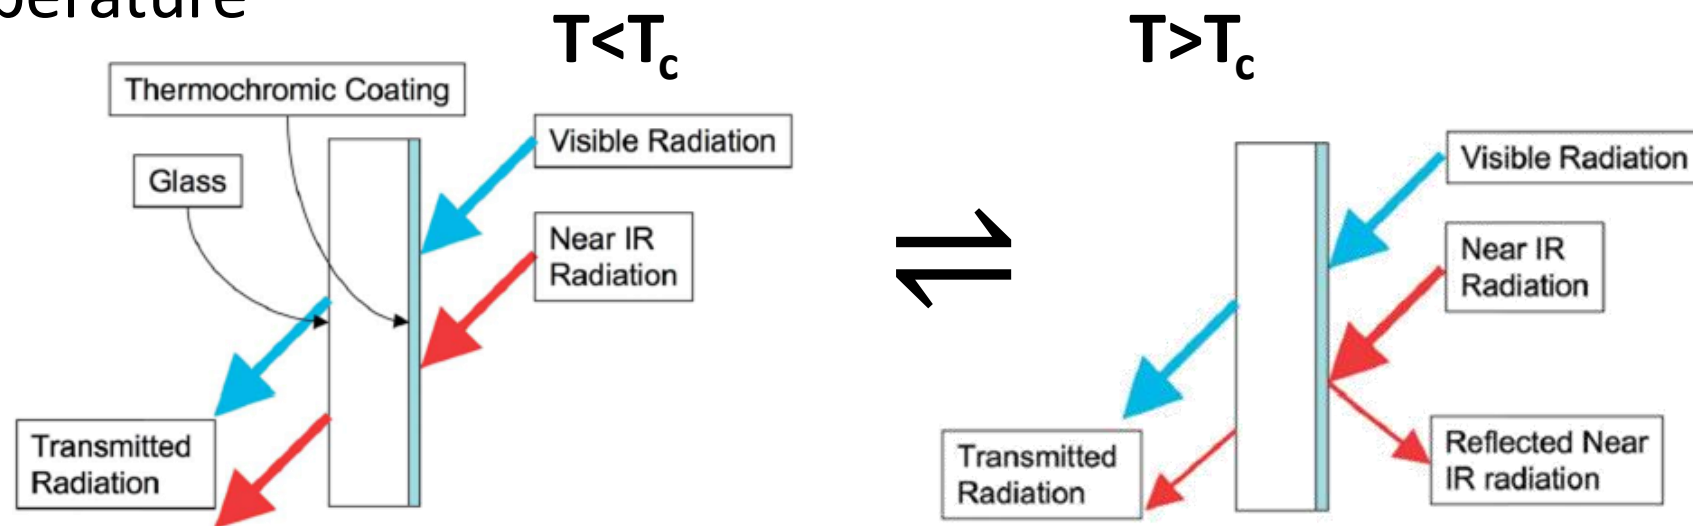 T<Tc
T>Tc
Thermochromic Coating
Glass
Visible Radiation
Near IR
Radiation
Transmitted
Radiation
Visible Radiation
Near IR
Radiation
Transmitted
Radiation
Reflected Near
IR radiation